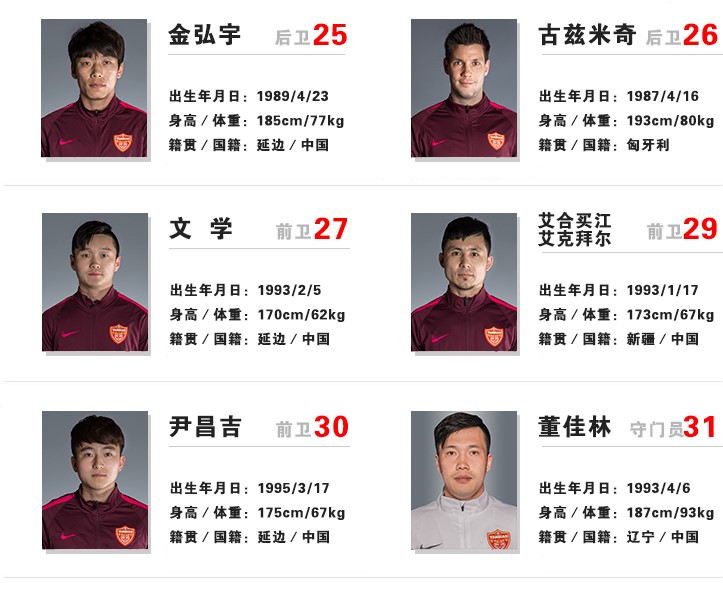 金弘宇 后卫25
出生年月日：1989/4/23
身高/体重：185cm/77kg
籍贯/国籍：延边/中国
古兹米奇 后卫26
出生年月日：1987/4/16
身高/体重：193cm/80kg
籍贯/国籍：匈牙利
文 学 前卫27
出生年月日：1993/2/5
身高/体重：170cm/62kg
籍贯/国籍：延边/中国
艾合买江
艾克拜尔 前卫29
出生年月日：1993/1/17
身高/体重：173cm/67kg
籍贯/国籍：新疆/中国
尹昌吉 前卫30
出生年月日：1995/3/17
身高/体重：175cm/67kg
籍贯/国籍：延边/中国
董佳林 守门员31
出生年月日：1993/4/6
身高/体重：187cm/93kg
籍贯/国籍：辽宁/中国